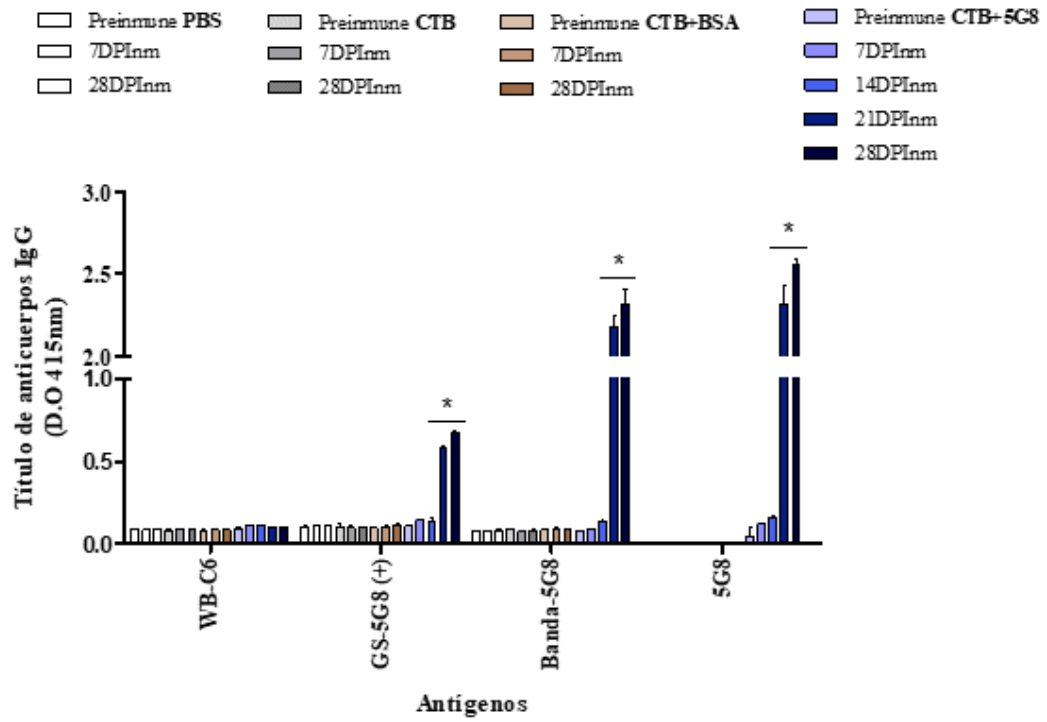 Preinmune PBS
7DPInm
28DPInm
Preinmune CTB
7DPInm
28DPInm
Preinmune CTB+BSA
7DPInm
28DPInm
Preinmune CTB+5G8
7DPInm
14DPInm
21DPInm
28DPInm
Título de anticuerpos IgG
(D.O 415nm)
3.0
2.5
2.0
1.0
0.5
0.0
*
*
*
WB-C6
GS-5G8 (+)
Banda-5G8
5G8
Antígenos